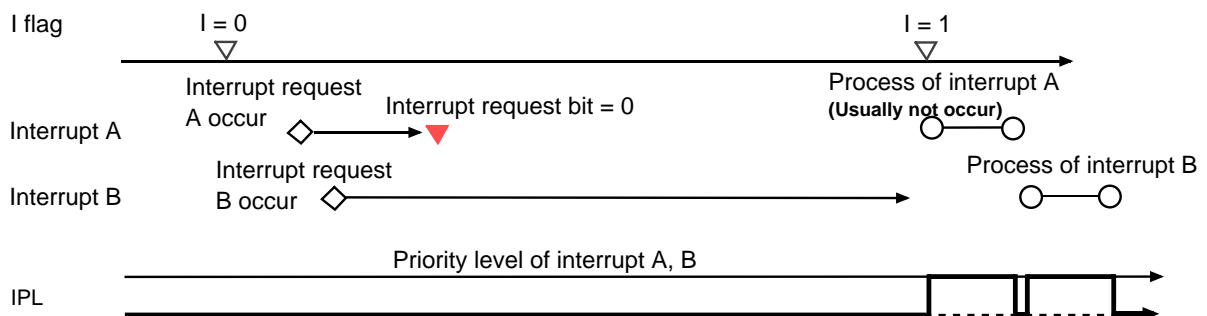 I flag
I = 0
I = 1
Interrupt request
A occur
Interrupt request bit = 0
Process of interrupt A
(Usually not occur)
Interrupt A
Interrupt request
B occur
Process of interrupt B
Interrupt B
Priority level of interrupt A, B
IPL